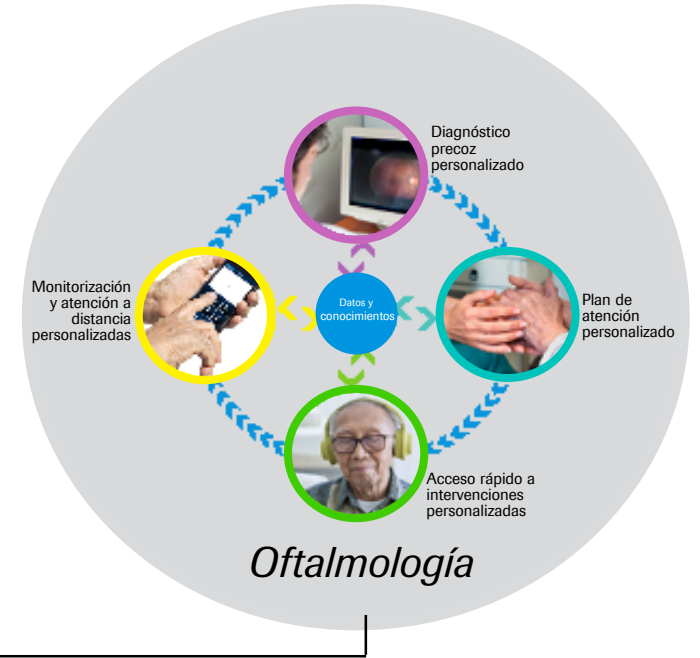 Diagnóstico
precoz
personalizado
Monitorización
y atención a
distancia
personalizadas
Datos y
conocimientos
Plan de
atención
personalizado
Acceso rápido a
intervenciones
personalizadas
Oftalmología